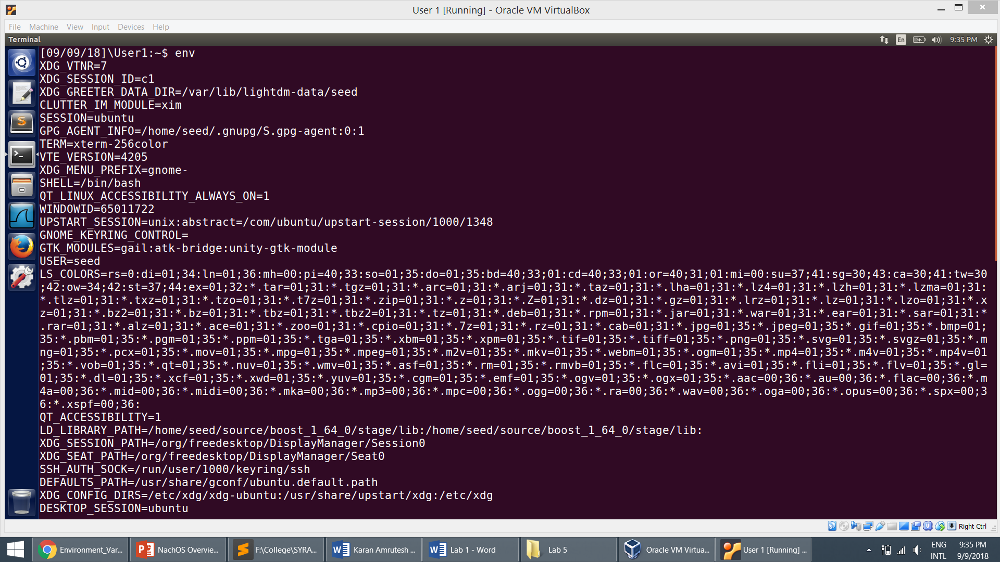 User 1 [Running] - Oracle VM VirtualBox
File Machine View Input Devices Help
Terminal En 9:35 PM
[09/09/18]\User1:~$ env
XDG_VTNR=7
XDG_SESSION_ID=c1
XDG_GREETER_DATA_DIR=/var/lib/lightdm-data/seed
CLUTTER_IM_MODULE=xim
SESSION=ubuntu
GPG_AGENT_INFO=/home/seed/.gnupg/S.gpg-agent:0:1
TERM=xterm-256color
VTE_VERSION=4205
XDG_MENU_PREFIX=gnome-
SHELL=/bin/bash
QT_LINUX_ACCESSIBILITY_ALWAYS_ON=1
WINDOWID=65011722
UPSTART_SESSION=unix:abstract=/com/ubuntu/upstart-session/1000/1348
GNOME_KEYRING_CONTROL=
GTK_MODULES=gail:atk-bridge:unity-gtk-module
USER=seed
LS_COLORS=rs=0:di=01;34:ln=01;36:mh=00:pi=40;33:so=01;35:do=01;35:bd=40;33;01:cd=40;33;01:or=40;31;01:mi=00:su=37;41:sg=30;43:ca=30;41:tw=30
;42:ow=34;42:st=37;44:ex=01;32:*.tar=01;31:*.tgz=01;31:*.arc=01;31:*.arj=01;31:*.taz=01;31:*.lha=01;31:*.lz4=01;31:*.lzh=01;31:*.lzma=01;31:
*.tlz=01;31:*.txz=01;31:*.tzo=01;31:*.t7z=01;31:*.zip=01;31:*.z=01;31:*.Z=01;31:*.dz=01;31:*.gz=01;31:*.lrz=01;31:*.lz=01;31:*.lzo=01;31:*.x
z=01;31:*.bz2=01;31:*.bz=01;31:*.tbz=01;31:*.tbz2=01;31:*.tz=01;31:*.deb=01;31:*.rpm=01;31:*.jar=01;31:*.war=01;31:*.ear=01;31:*.sar=01;31:*
.rar=01;31:*.alz=01;31:*.ace=01;31:*.zoo=01;31:*.cpio=01;31:*.7z=01;31:*.rz=01;31:*.cab=01;31:*.jpg=01;35:*.jpeg=01;35:*.gif=01;35:*.bmp=01;
35:*.pbm=01;35:*.pgm=01;35:*.ppm=01;35:*.tga=01;35:*.xbm=01;35:*.xpm=01;35:*.tif=01;35:*.tiff=01;35:*.png=01;35:*.svg=01;35:*.svgz=01;35:*.m
ng=01;35:*.pcx=01;35:*.mov=01;35:*.mpg=01;35:*.mpeg=01;35:*.m2v=01;35:*.mkv=01;35:*.webm=01;35:*.ogm=01;35:*.mp4=01;35:*.m4v=01;35:*.mp4v=01
;35:*.vob=01;35:*.qt=01;35:*.nuv=01;35:*.wmv=01;35:*.asf=01;35:*.rm=01;35:*.rmvb=01;35:*.flc=01;35:*.avi=01;35:*.fli=01;35:*.flv=01;35:*.gl=
01;35:*.dl=01;35:*.xcf=01;35:*.xwd=01;35:*.yuv=01;35:*.cgm=01;35:*.emf=01;35:*.ogv=01;35:*.ogx=01;35:*.aac=00;36:*.au=00;36:*.flac=00;36:*.m
4a=00;36:*.mid=00;36:*.midi=00;36:*.mka=00;36:*.mp3=00;36:*.mpc=00;36:*.ogg=00;36:*.ra=00;36:*.wav=00;36:*.oga=00;36:*.opus=00;36:*.spx=00;3
6:*.xspf=00;36:
QT_ACCESSIBILITY=1
LD_LIBRARY_PATH=/home/seed/source/boost_1_64_0/stage/lib:/home/seed/source/boost_1_64_0/stage/lib:
XDG_SESSION_PATH=/org/freedesktop/DisplayManager/Session0
XDG_SEAT_PATH=/org/freedesktop/DisplayManager/Seat0
SSH_AUTH_SOCK=/run/user/1000/keyring/ssh
DEFAULTS_PATH=/usr/share/gconf/ubuntu.default.path
XDG_CONFIG_DIRS=/etc/xdg/xdg-ubuntu:/usr/share/upstart/xdg:/etc/xdg
DESKTOP_SESSION=ubuntu
Right Ctrl
Environment_Var... NachOS Overvie... F:\College\SYRA... Karan Amrutesh ... Lab 1 - Word Lab 5 Oracle VM Virtua... User 1 [Running] ... ENG 9:35 PM
INTL 9/9/2018